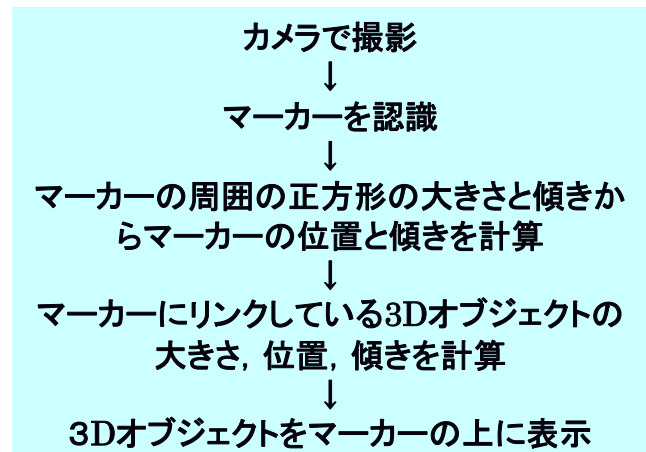 カメラで撮影
↓
マーカーを認識
↓
マーカーの周囲の正方形の大きさと傾きか
らマーカーの位置と傾きを計算
↓
マーカーにリンクしている3Dオブジェクトの
大きさ，位置，傾きを計算
↓
３Dオブジェクトをマーカーの上に表示